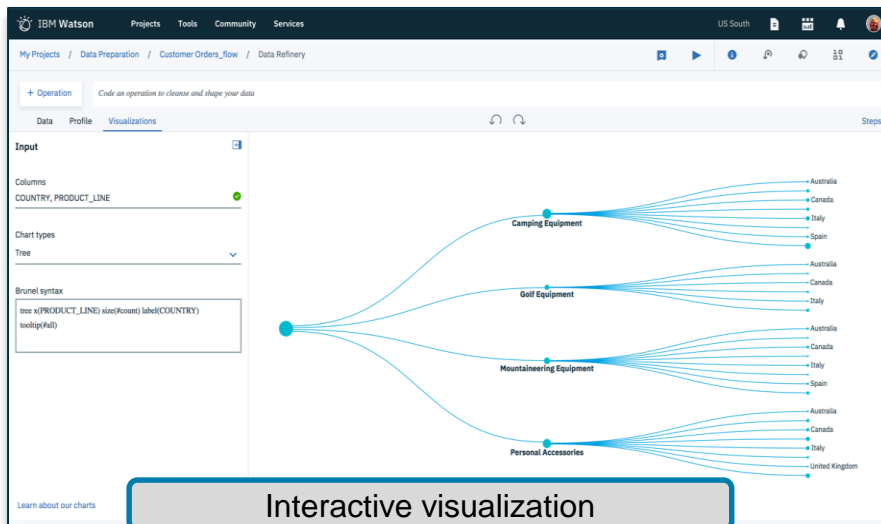 IBM Watson Projects Tools Community Services US South
My Projects / Data Preparation / Customer Orders_flow / Data Refinery
+ Operation Code an operation to cleanse and shape your data
Data Profile Visualizations Steps
Input
Columns
COUNTRY, PRODUCT_LINE
Chart types
Tree
Brunel syntax
tree x(PRODUCT_LINE) size(#count) label(COUNTRY)
tooltip(#all)
Camping Equipment
Australia
Canada
Italy
Spain
Golf Equipment
Australia
Canada
Italy
Mountaineering Equipment
Australia
Canada
Italy
Spain
Personal Accessories
Australia
Canada
Italy
United Kingdom
Learn about our charts
Interactive visualization